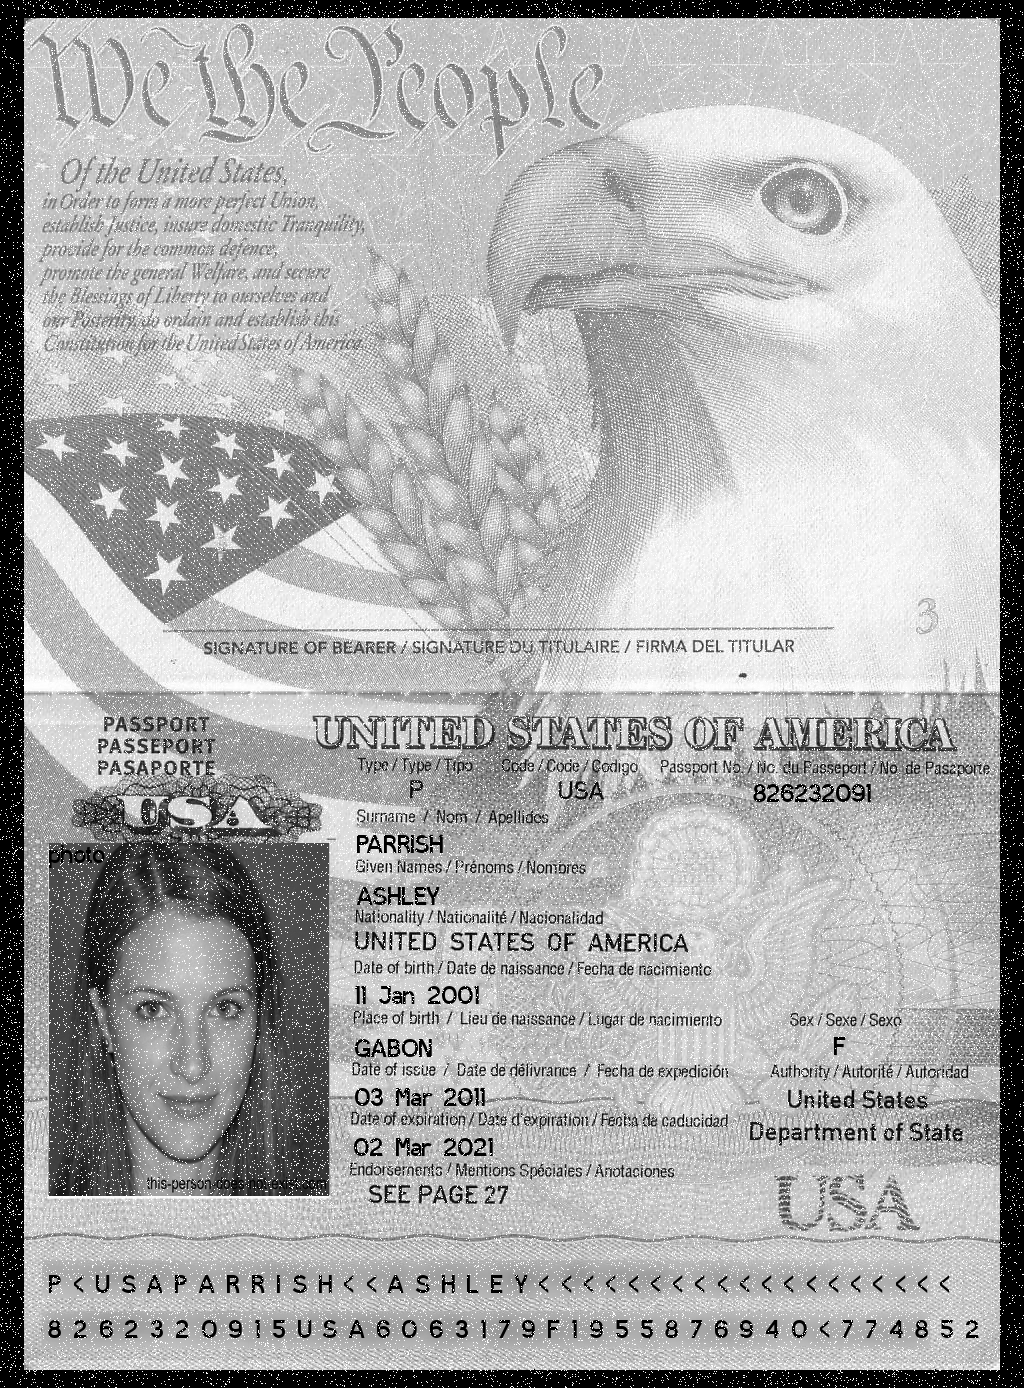 We the People
Of the United States,
in Order to form a more perfect Union,
establish Justice, insure domestic Tranquility,
provide for the common defence,
promote the general Welfare, and secure
the Blessings of Liberty to ourselves and
our Posterity, do ordain and establish this
Constitution for the United States of America.
3
SIGNATURE OF BEARER / SIGNATURE DU TITULAIRE / FIRMA DEL TITULAR
PASSPORT
PASSEPORT
PASAPORTE
USA
UNITED STATES OF AMERICA
Type / Type / Tipo Code / Code / Codigo Passport No. / No. du Passeport / No. de Pasaporte
P USA 826232091
Surname / Nom / Apellidos
PARRISH
Given Names / Prénoms / Nombres
ASHLEY
Nationality / Nationalité / Nacionalidad
UNITED STATES OF AMERICA
Date of birth / Date de naissance / Fecha de nacimiento
11 Jan 2001
Place of birth / Lieu de naissance / Lugar de nacimiento Sex / Sexe / Sexo
GABON F
Date of issue / Date de délivrance / Fecha de expedición Authority / Autorité / Autoridad
03 Mar 2011 United States
Date of expiration / Date d'expiration / Fecha de caducidad Department of State
02 Mar 2021
Endorsements / Mentions Spéciales / Anotaciones
SEE PAGE 27
USA
photo
P<USAPARRISH<<ASHLEY<<<<<<<<<<<<<<<<<<
8262320915USA6063179F1955876940<774852